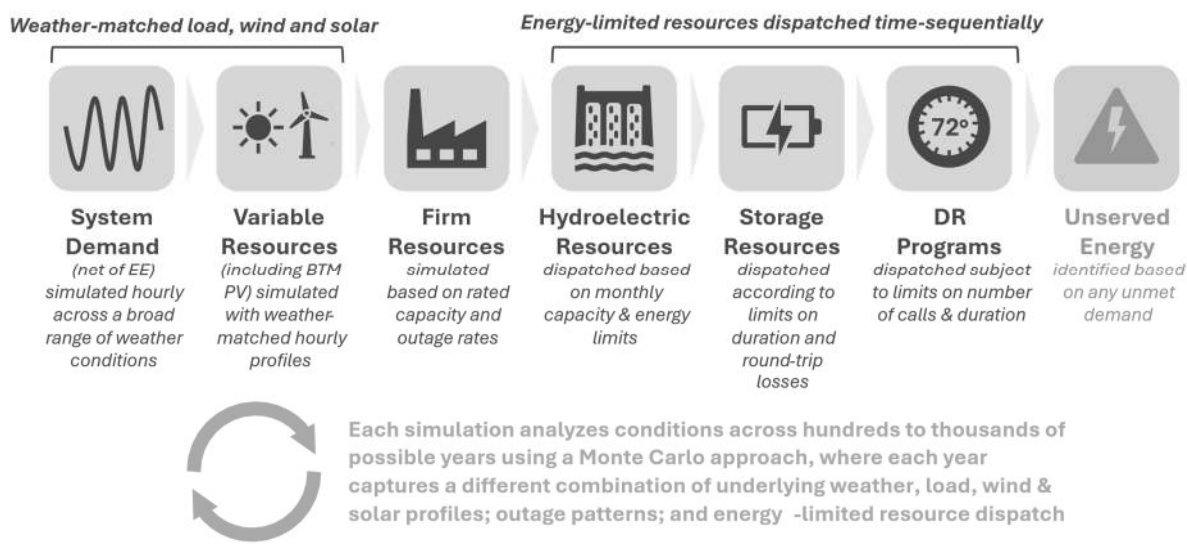 Weather-matched load, wind and solar
Energy-limited resources dispatched time-sequentially
72°
System
Demand
(net of EE)
simulated hourly
across a broad
range of weather
conditions
Variable
Resources
(including BTM
PV) simulated
with weather-
matched hourly
profiles
Firm
Resources
simulated
based on rated
capacity and
outage rates
Hydroelectric
Resources
dispatched based
on monthly
capacity & energy
limits
Storage
Resources
dispatched
according to
limits on
duration and
round-trip
losses
DR
Programs
dispatched subject
to limits on number
of calls & duration
Unserved
Energy
identified based
on any unmet
demand
Each simulation analyzes conditions across hundreds to thousands of
possible years using a Monte Carlo approach, where each year
captures a different combination of underlying weather, load, wind &
solar profiles; outage patterns; and energy -limited resource dispatch